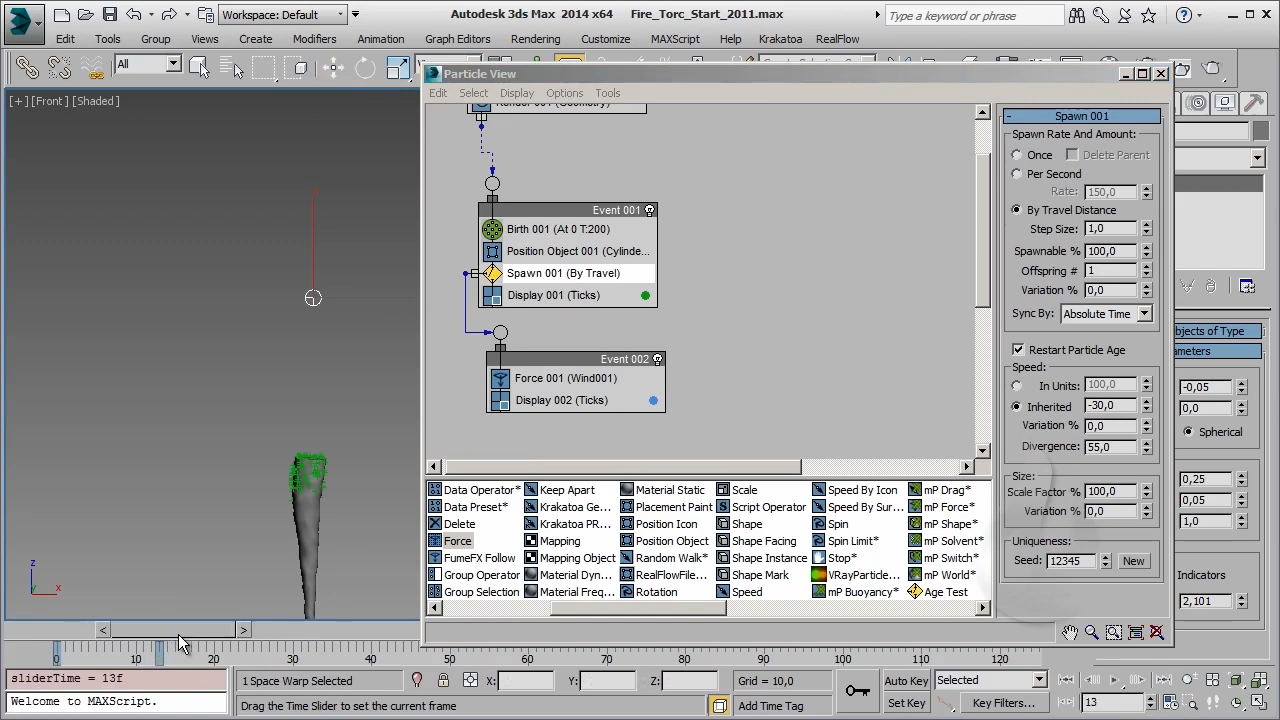 Workspace: Default
Autodesk 3ds Max 2014 x64 Fire_Torc_Start_2011.max
Type a keyword or phrase
Edit Tools Group Views Create Modifiers Animation Graph Editors Rendering Customize MAXScript Help Krakatoa RealFlow
All
[+] [Front] [Shaded]
Particle View
Edit Select Display Options Tools
Render 001 (Geometry)
Event 001
Birth 001 (At 0 T:200)
Position Object 001 (Cylinde...
Spawn 001 (By Travel)
Display 001 (Ticks)
Event 002
Force 001 (Wind001)
Display 002 (Ticks)
Spawn 001
Spawn Rate And Amount:
Once Delete Parent
Per Second
Rate: 150,0
By Travel Distance
Step Size: 1,0
Spawnable % 100,0
Offspring # 1
Variation % 0,0
Sync By: Absolute Time
Restart Particle Age
Speed:
In Units: 100,0
Inherited -30,0
Variation % 0,0
Divergence: 55,0
Size:
Scale Factor % 100,0
Variation % 0,0
Uniqueness:
Seed: 12345 New
bjects of Type
ameters
-0,05
0,0
Spherical
0,25
0,05
1,0
Indicators
2,101
Data Operator* Keep Apart Material Static Scale Speed By Icon mP Drag*
Data Preset* Krakatoa Ge... Placement Paint Script Operator Speed By Sur... mP Force*
Delete Krakatoa PR... Position Icon Shape Spin mP Shape*
Force Mapping Position Object Shape Facing Spin Limit* mP Solvent*
FumeFX Follow Mapping Object Random Walk* Shape Instance Stop* mP Switch*
Group Operator Material Dyn... RealFlowFile... Shape Mark VRayParticle... mP World*
Group Selection Material Freq... Rotation Speed mP Buoyancy* Age Test
z
x
< >
0 10 20 30 40 50 60 70 80 90 100 110 120
sliderTime = 13f
Welcome to MAXScript.
1 Space Warp Selected X: Y: Z: Grid = 10,0
Drag the Time Slider to set the current frame Add Time Tag
Auto Key Selected
Set Key Key Filters... 13